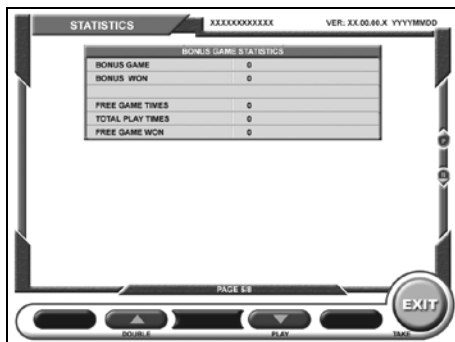 STATISTICS XXXXXXXXXXXX VER: XX.00.00.X YYYYMMDD
BONUS GAME STATISTICS
BONUS GAME 0
BONUS WON 0
FREE GAME TIMES 0
TOTAL PLAY TIMES 0
FREE GAME WON 0
P
N
PAGE 5/8
EXIT
DOUBLE PLAY TAKE